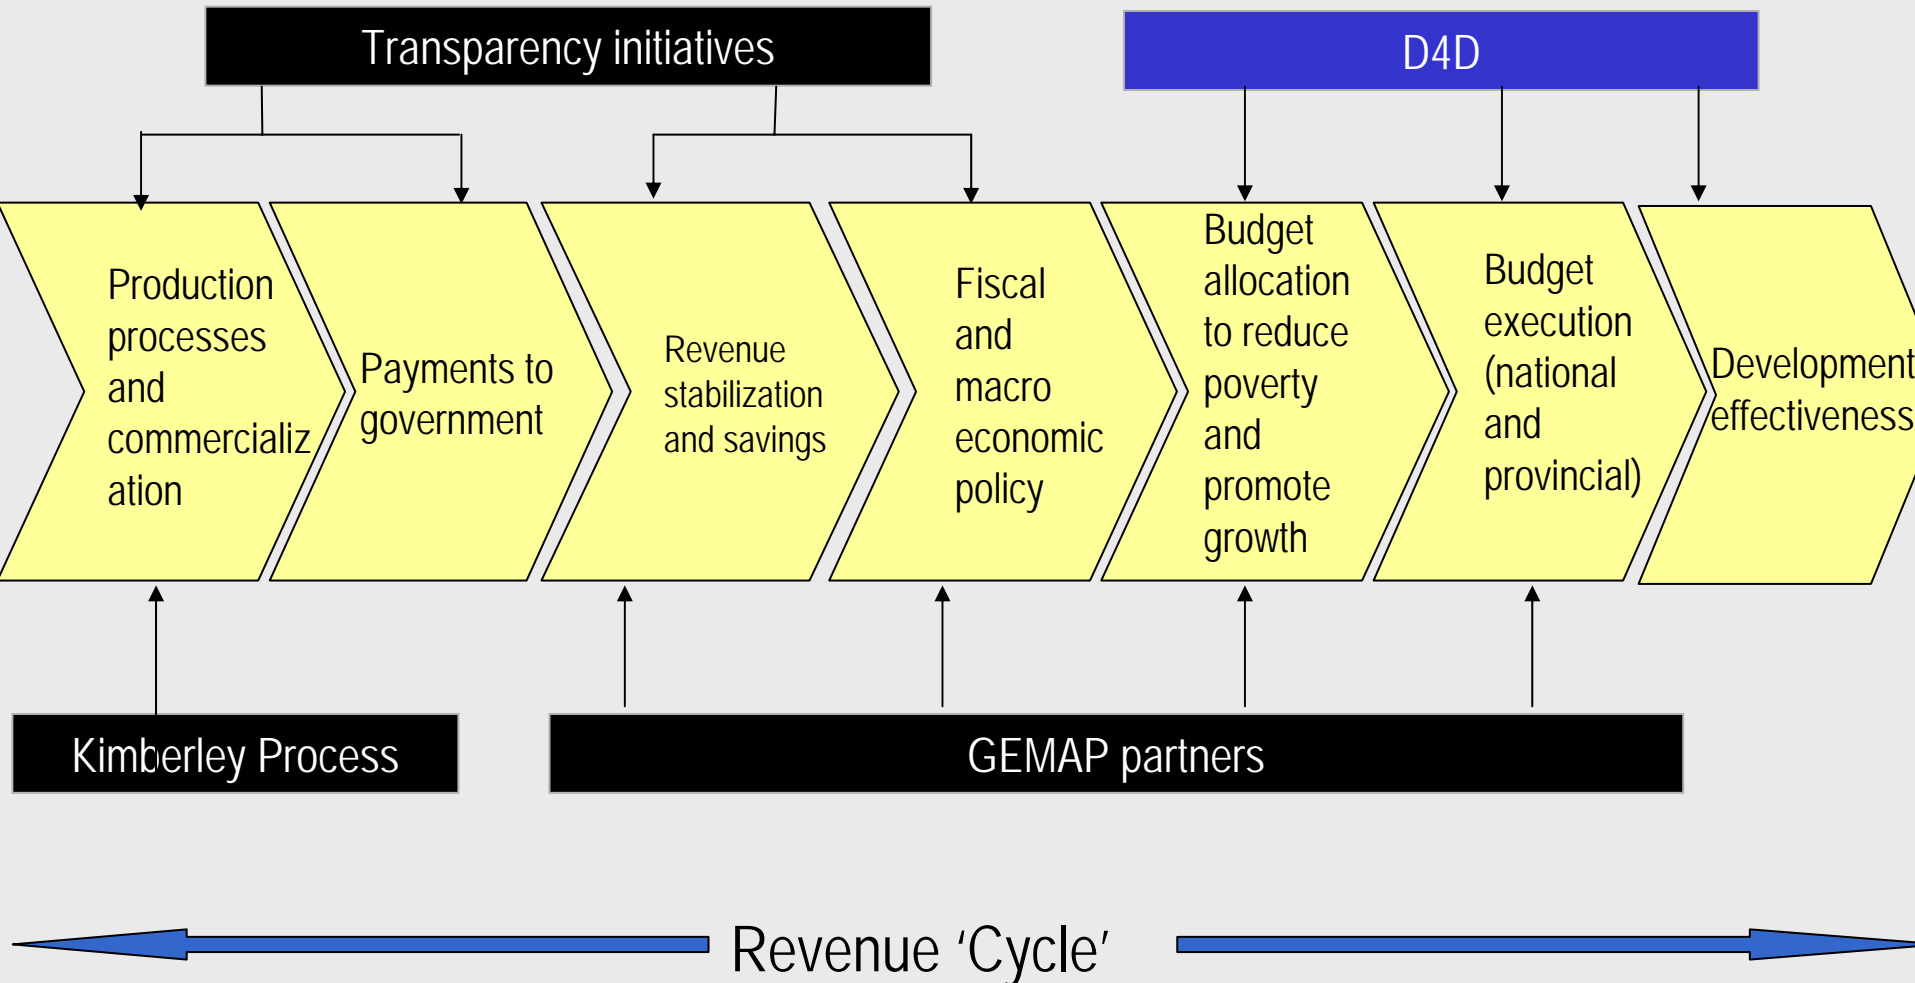 Transparency initiatives
D4D
Production
processes
and
commercializ
ation
Payments to
government
Revenue
stabilization
and savings
Fiscal
and
macro
economic
policy
Budget
allocation
to reduce
poverty
and
promote
growth
Budget
execution
(national
and
provincial)
Development
effectiveness
Kimberley Process
GEMAP partners
Revenue ‘Cycle’